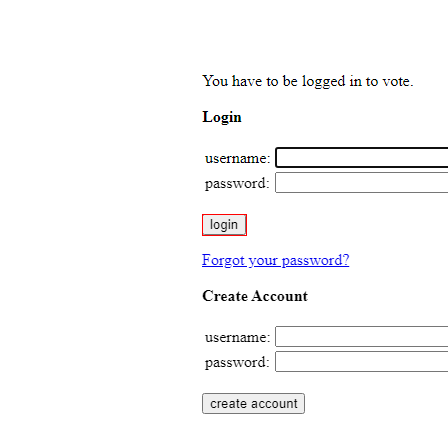 You have to be logged in to vote.
Login
username:
password:
login
Forgot your password?
Create Account
username:
password:
create account